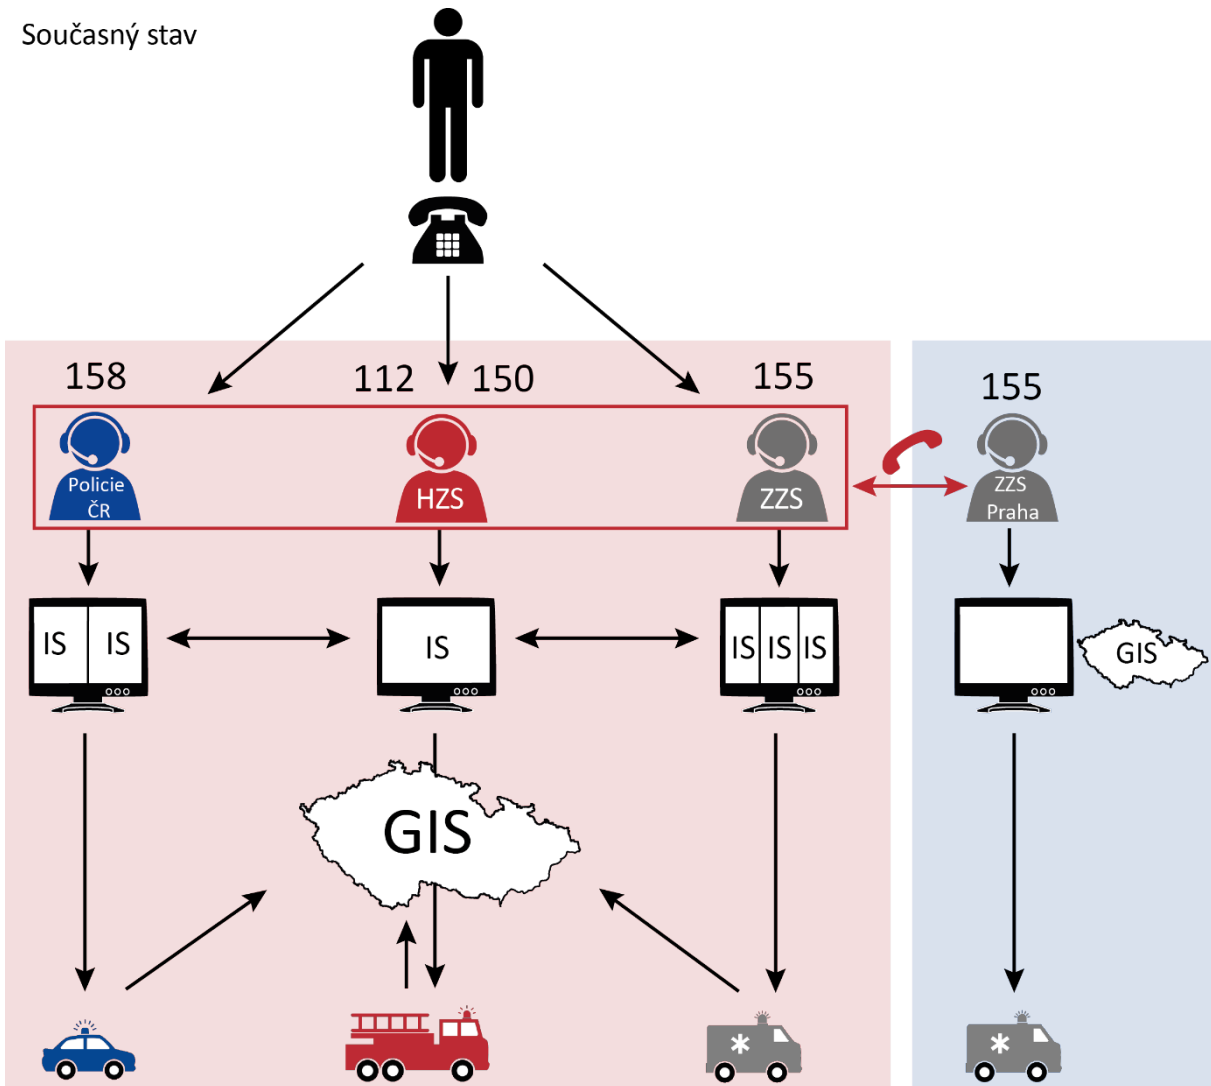 Současný stav
158
112
150
155
155
Policie
ČR
HZS
ZZS
ZZS
Praha
IS
IS
IS
IS
IS
IS
GIS
GIS